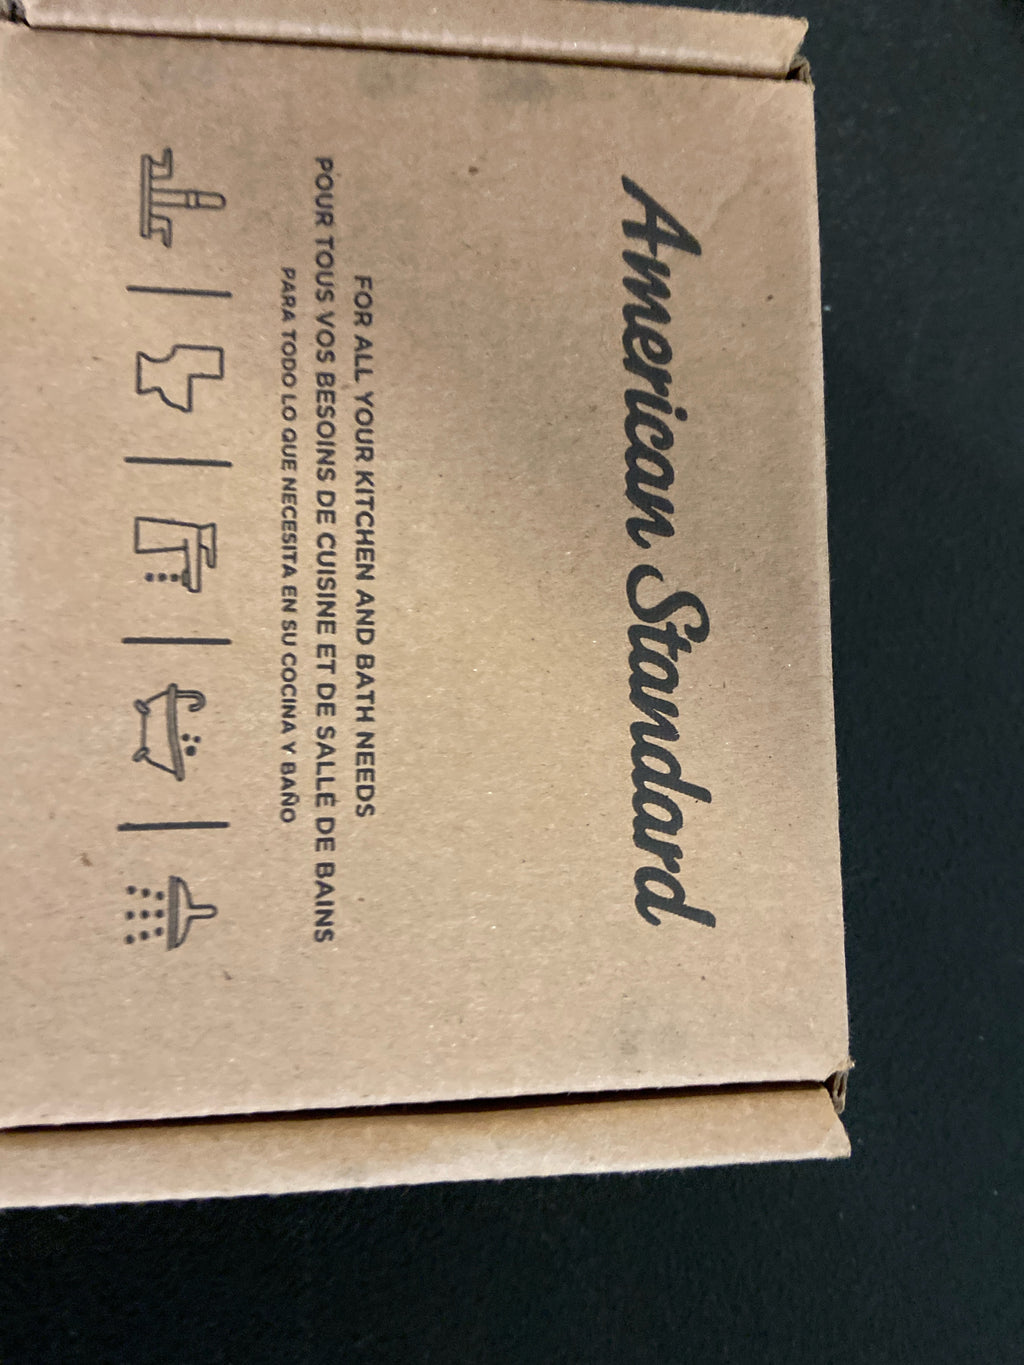 American Standard
FOR ALL YOUR KITCHEN AND BATH NEEDS
POUR TOUS VOS BESOINS DE CUISINE ET DE SALLE DE BAINS
PARA TODO LO QUE NECESITA EN SU COCINA Y BAÑO